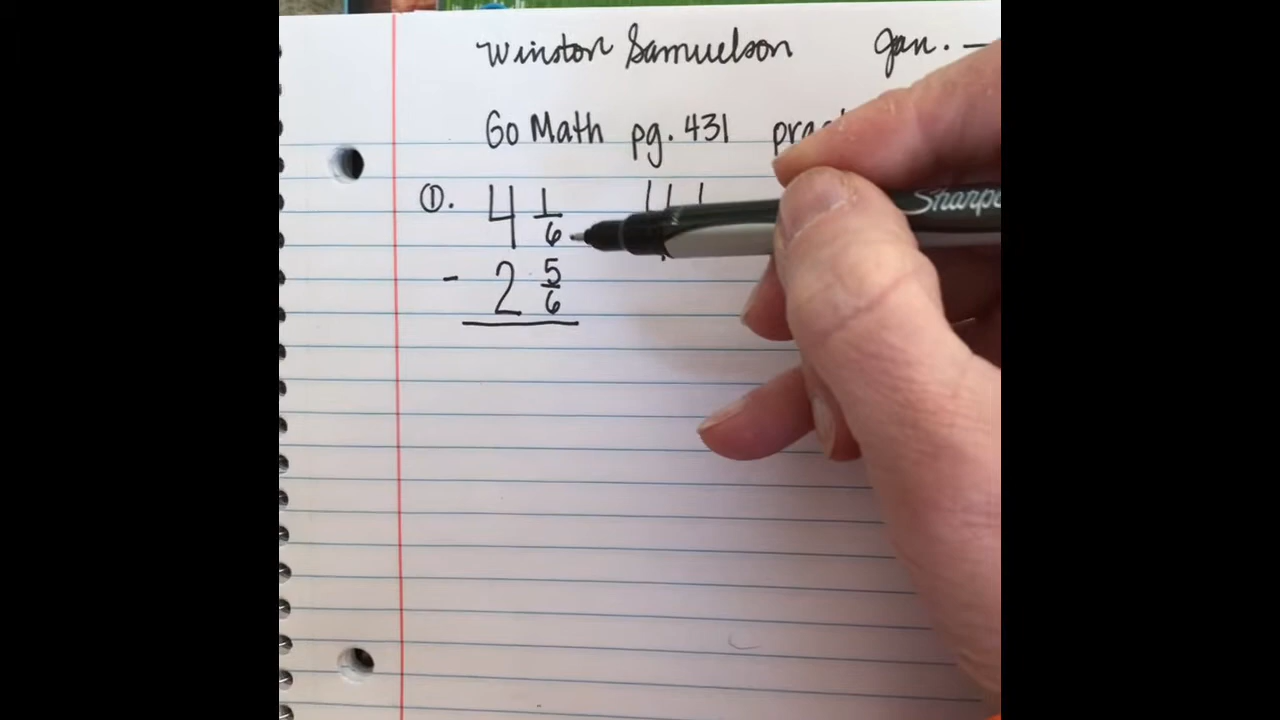 Winston Samuelson Jan. —
Go Math pg. 431
①. 4 1/6
- 2 5/6
Sharpie